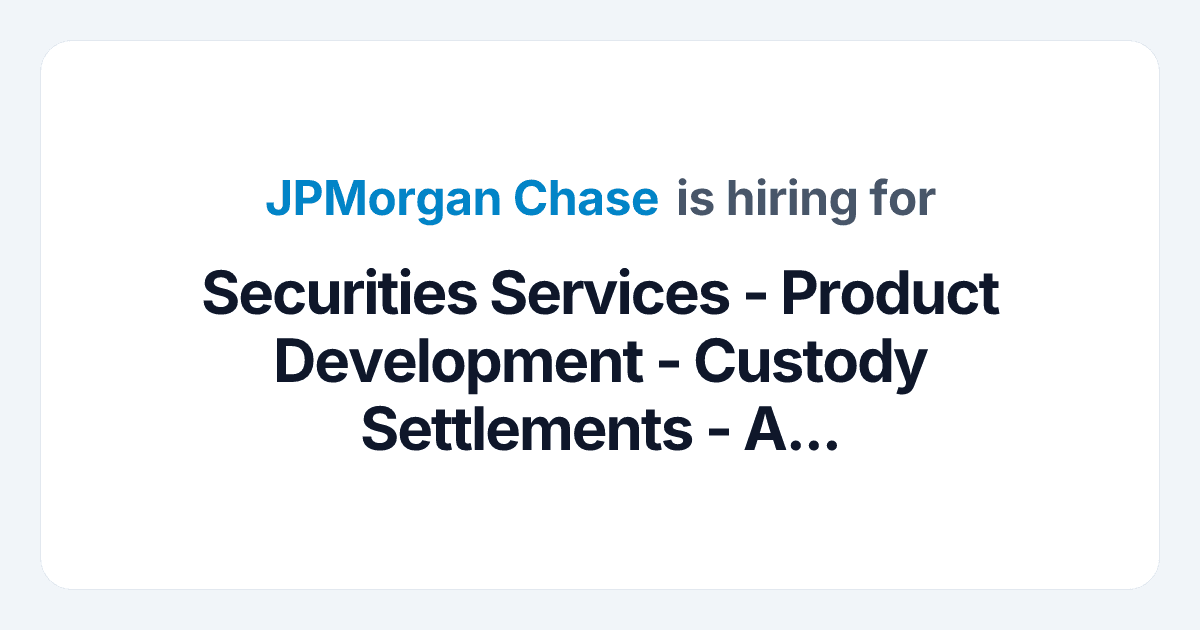 JPMorgan Chase is hiring for
Securities Services - Product
Development - Custody
Settlements - A...